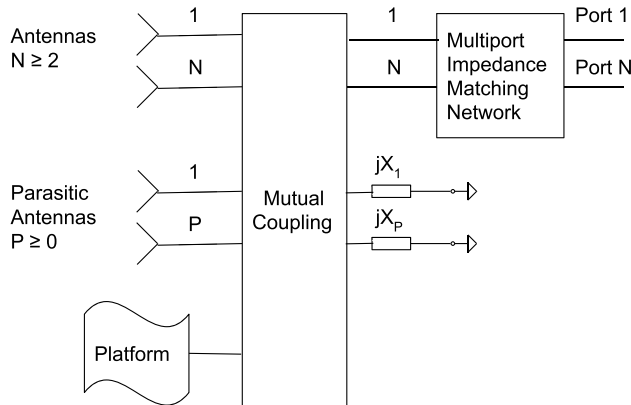 Antennas
N ≥ 2
1
N
1
N
Multiport
Impedance
Matching
Network
Port 1
Port N
Parasitic
Antennas
P ≥ 0
1
P
Mutual
Coupling
jX1
jXP
Platform